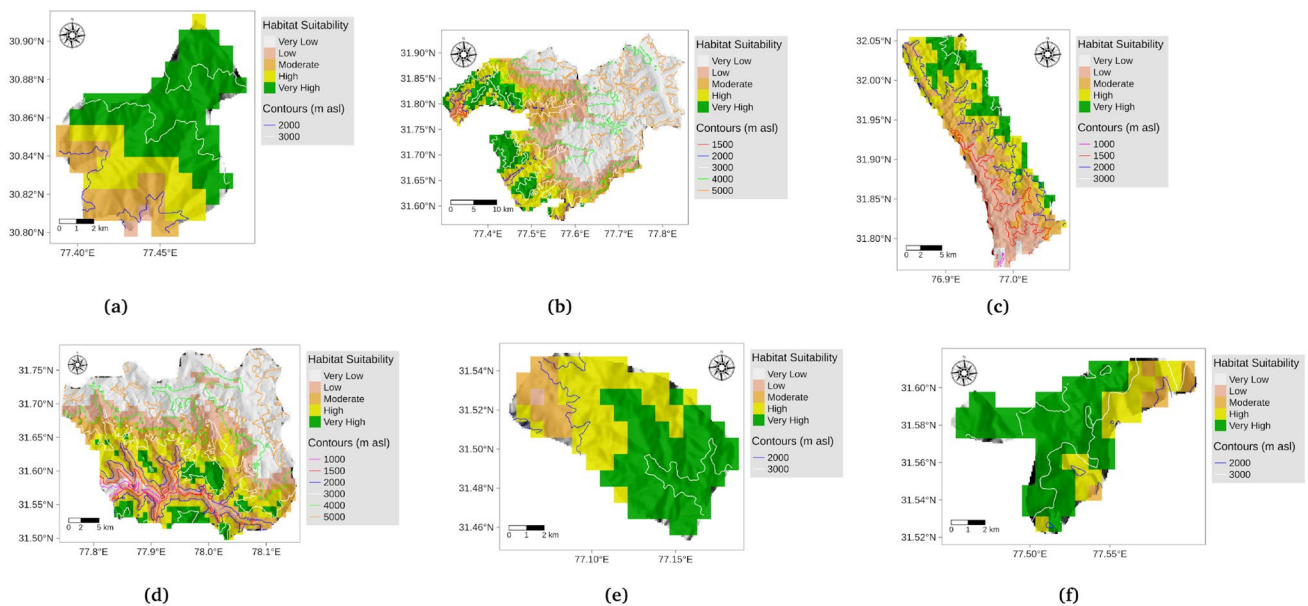 Habitat Suitability
Very Low
Low
Moderate
High
Very High
Contours (m asl)
2000
3000
30.90°N
30.88°N
30.86°N
30.84°N
30.82°N
30.80°N
0 1 2 km
77.40°E 77.45°E
(a)
Habitat Suitability
Very Low
Low
Moderate
High
Very High
Contours (m asl)
1500
2000
3000
4000
5000
31.90°N
31.85°N
31.80°N
31.75°N
31.70°N
31.65°N
31.60°N
0 5 10 km
77.4°E 77.5°E 77.6°E 77.7°E 77.8°E
(b)
Habitat Suitability
Very Low
Low
Moderate
High
Very High
Contours (m asl)
1000
1500
2000
3000
32.05°N
32.00°N
31.95°N
31.90°N
31.85°N
31.80°N
0 2 5 km
76.9°E 77.0°E
(c)
Habitat Suitability
Very Low
Low
Moderate
High
Very High
Contours (m asl)
1000
1500
2000
3000
4000
5000
31.75°N
31.70°N
31.65°N
31.60°N
31.55°N
31.50°N
0 2 5 km
77.8°E 77.9°E 78.0°E 78.1°E
(d)
Habitat Suitability
Very Low
Low
Moderate
High
Very High
Contours (m asl)
2000
3000
31.54°N
31.52°N
31.50°N
31.48°N
31.46°N
0 1 2 km
77.10°E 77.15°E
(e)
Habitat Suitability
Very Low
Low
Moderate
High
Very High
Contours (m asl)
2000
3000
31.60°N
31.58°N
31.56°N
31.54°N
31.52°N
0 1 2 km
77.50°E 77.55°E
(f)